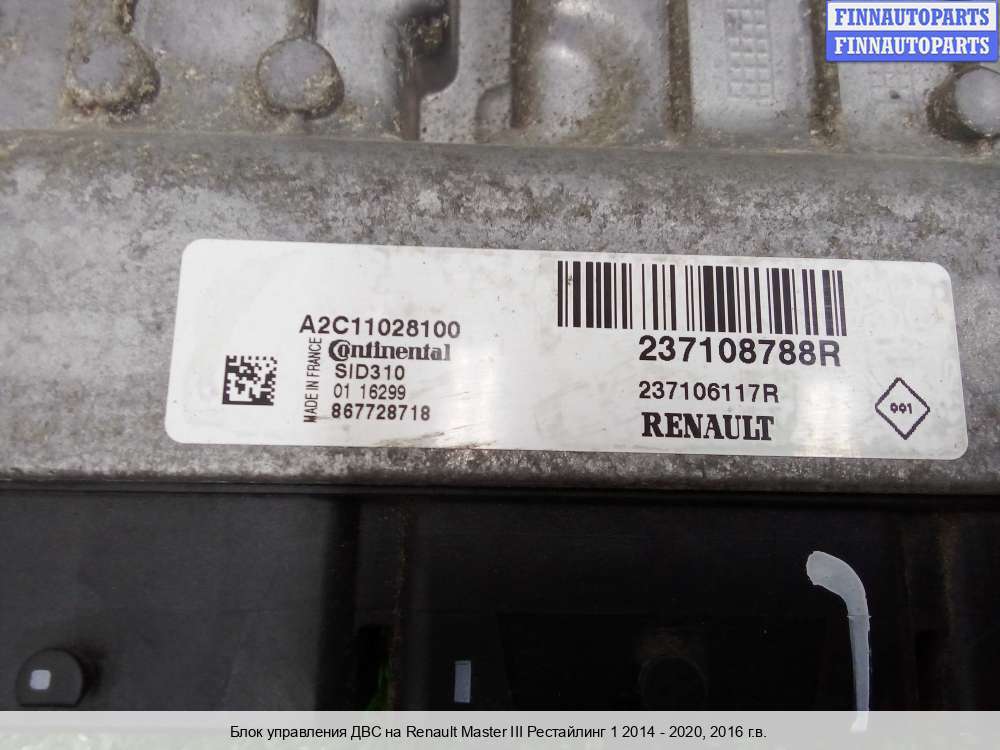 FINNAUTOPARTS
FINNAUTOPARTS
A2C11028100
Continental
SID310
01 16299
867728718
MADE IN FRANCE
237108788R
237106117R
RENAULT
001
Блок управления ДВС на Renault Master III Рестайлинг 1 2014 - 2020, 2016 г.в.